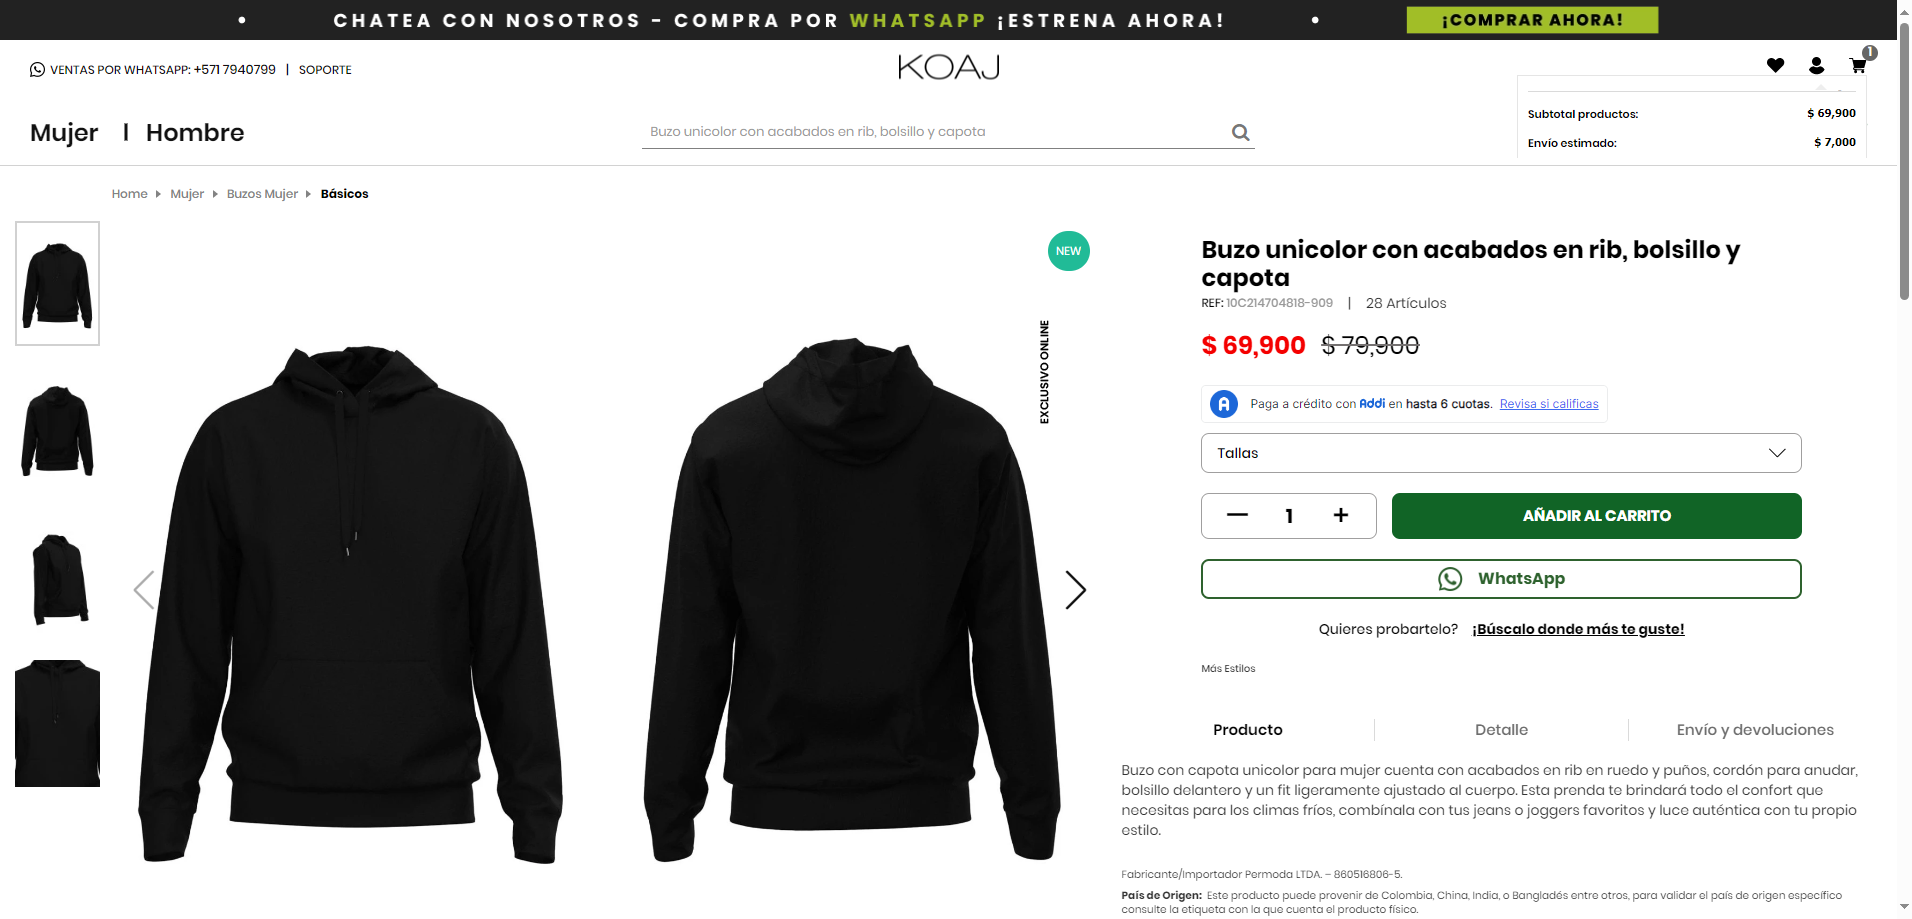 CHATEA CON NOSOTROS - COMPRA POR WHATSAPP ¡ESTRENA AHORA!
¡COMPRAR AHORA!
VENTAS POR WHATSAPP: +571 7940799 | SOPORTE
KOAJ
1
Mujer | Hombre
Buzo unicolor con acabados en rib, bolsillo y capota
Subtotal productos: $ 69,900
Envío estimado: $ 7,000
Home Mujer Buzos Mujer Básicos
NEW
EXCLUSIVO ONLINE
Buzo unicolor con acabados en rib, bolsillo y
capota
REF: 10C214704818-909 | 28 Artículos
$ 69,900 $ 79,900
A Paga a crédito con Addi en hasta 6 cuotas. Revisa si calificas
Tallas
— 1 +
AÑADIR AL CARRITO
WhatsApp
Quieres probartelo? ¡Búscalo donde más te guste!
Más Estilos
Producto
Detalle
Envío y devoluciones
Buzo con capota unicolor para mujer cuenta con acabados en rib en ruedo y puños, cordón para anudar,
bolsillo delantero y un fit ligeramente ajustado al cuerpo. Esta prenda te brindará todo el confort que
necesitas para los climas fríos, combínala con tus jeans o joggers favoritos y luce auténtica con tu propio
estilo.
Fabricante/Importador Permoda LTDA. – 860516806-5.
País de Origen: Este producto puede provenir de Colombia, China, India, o Bangladés entre otros, para validar el país de origen específico
consulte la etiqueta con la que cuenta el producto físico.